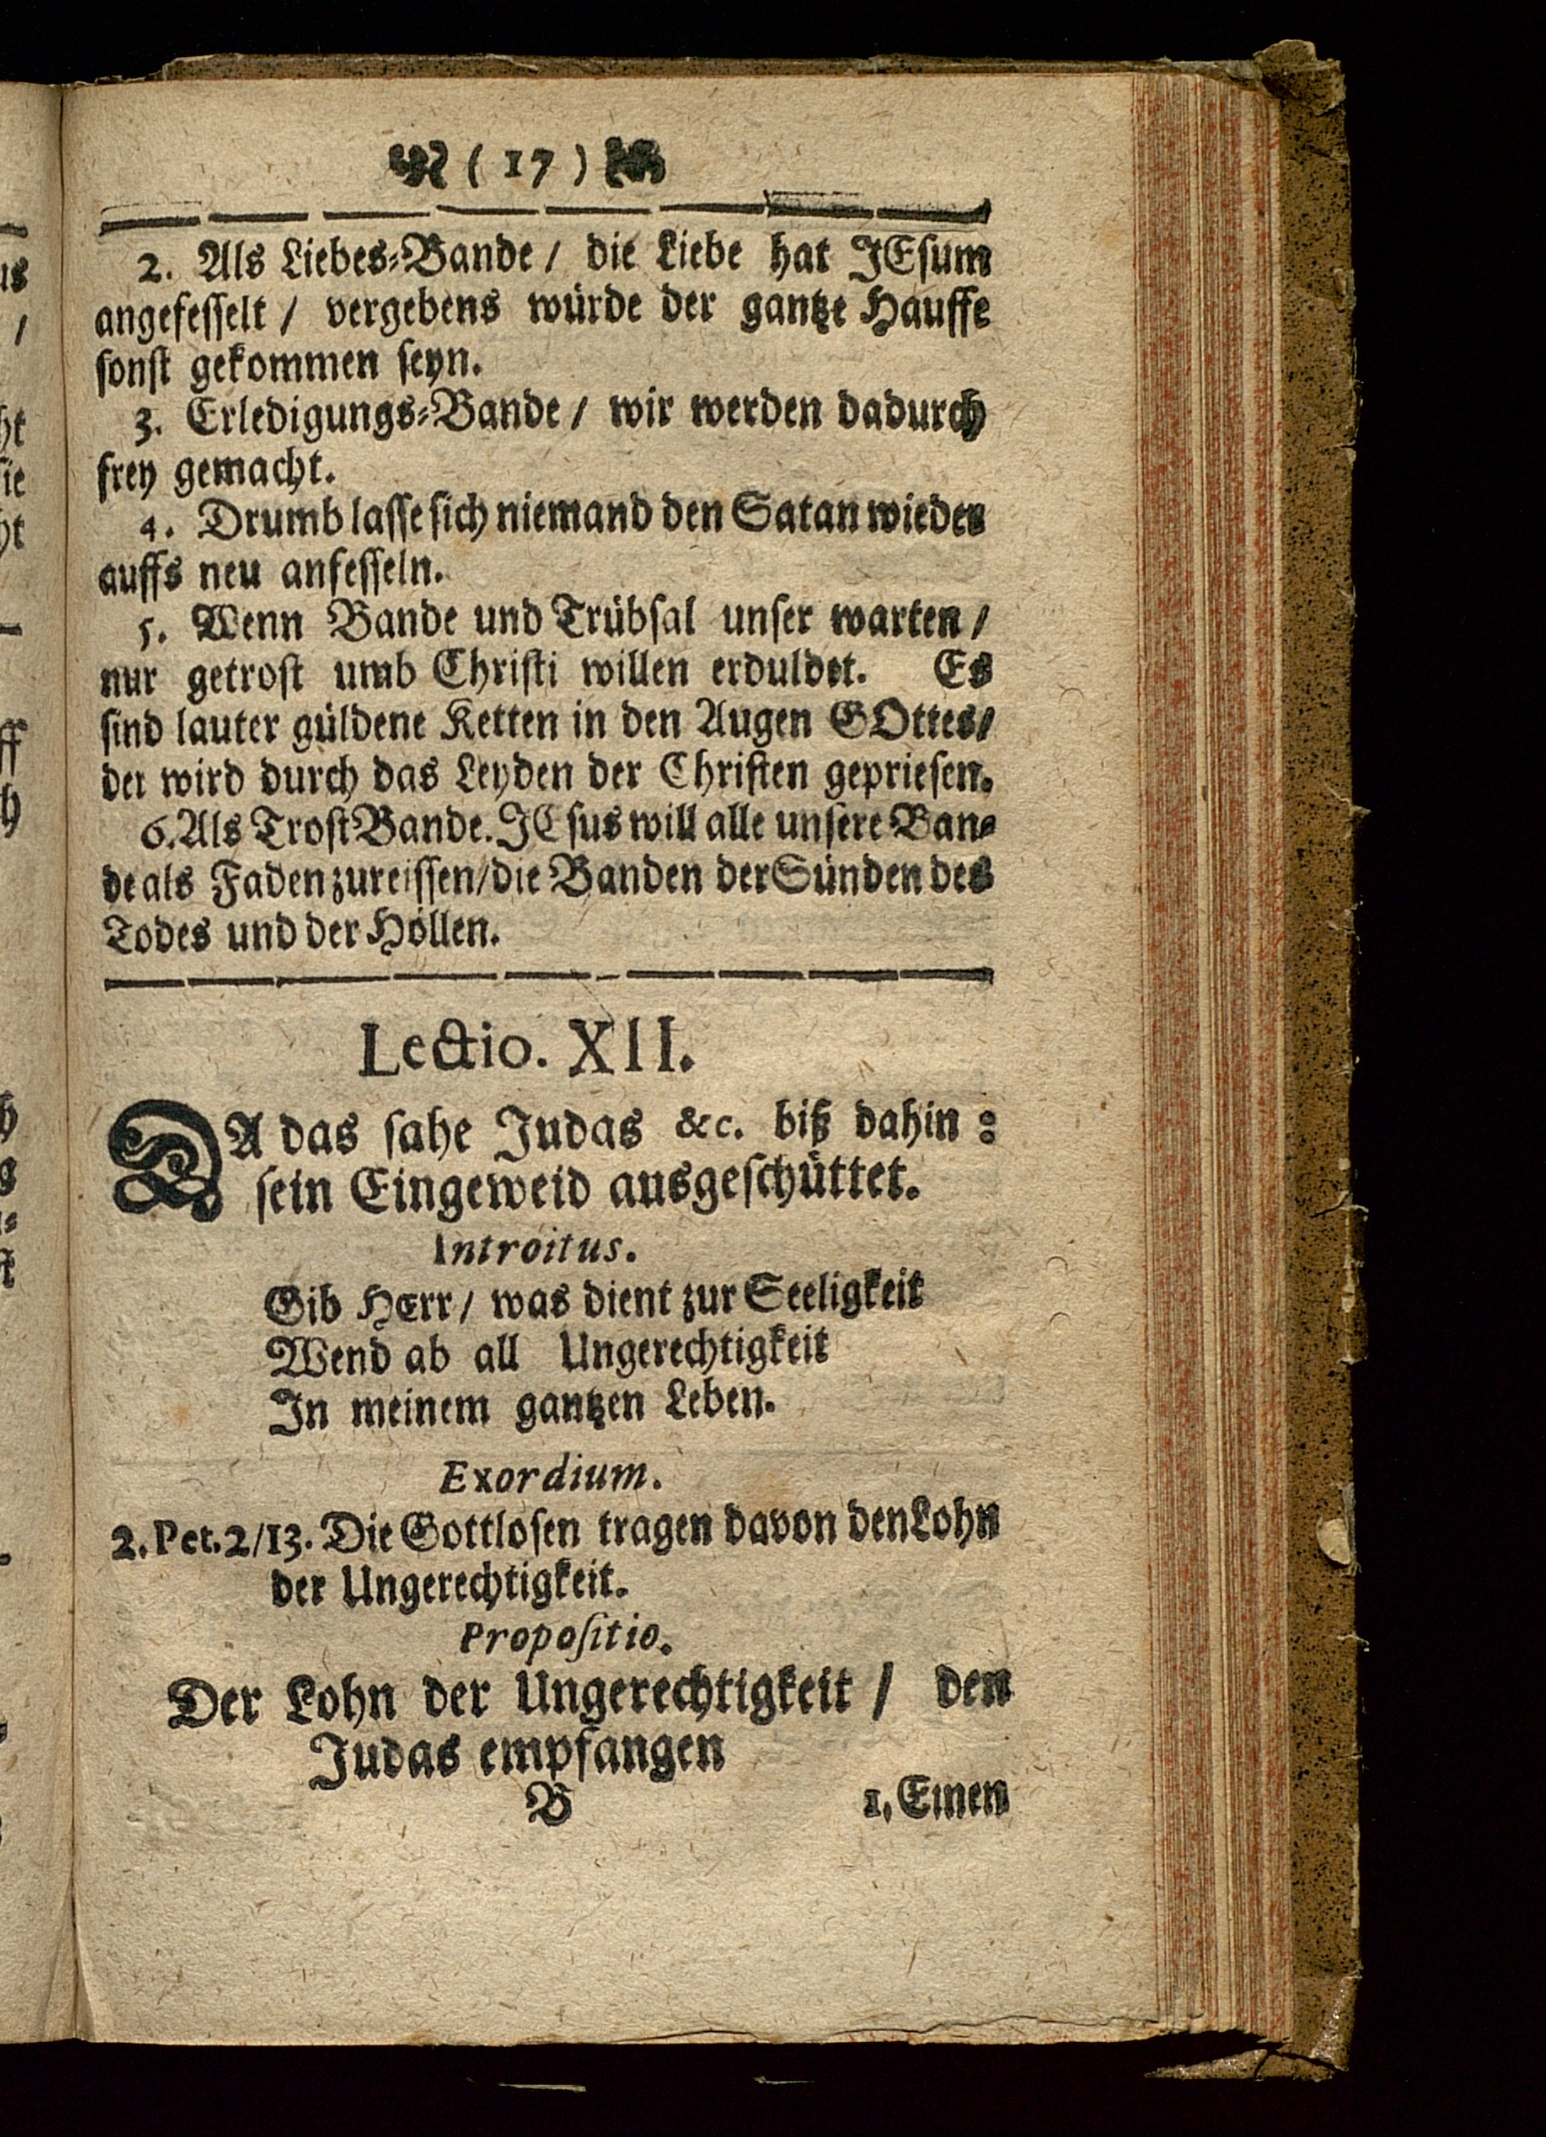 ( 17 )
2. Als Liebes-Bande / die Liebe hat JEsum
angefesselt / vergebens würde der gantze Hauffe
sonst gekommen seyn.
3. Erledigungs-Bande / wir werden dadurch
frey gemacht.
4. Drumb lasse sich niemand den Satan wieder
auffs neu anfesseln.
5. Wenn Bande und Trübsal unser warten /
nur getrost umb Christi willen erduldet. Es
sind lauter güldene Ketten in den Augen GOttes /
der wird durch das Leyden der Christen gepriesen.
6. Als Trost Bande. JEsus will alle unsere Ban-
de als Faden zureissen / die Banden der Sünden des
Todes und der Höllen.
Lectio. XII.
DA das sahe Judas &c. biß dahin :
sein Eingeweid ausgeschüttet.
Introitus.
Gib HErr / was dient zur Seeligkeit
Wend ab all Ungerechtigkeit
In meinem gantzen Leben.
Exordium.
2. Pet. 2/13. Die Gottlosen tragen davon den Lohn
der Ungerechtigkeit.
Propositio.
Der Lohn der Ungerechtigkeit / den
Judas empfangen
B 1. Einen